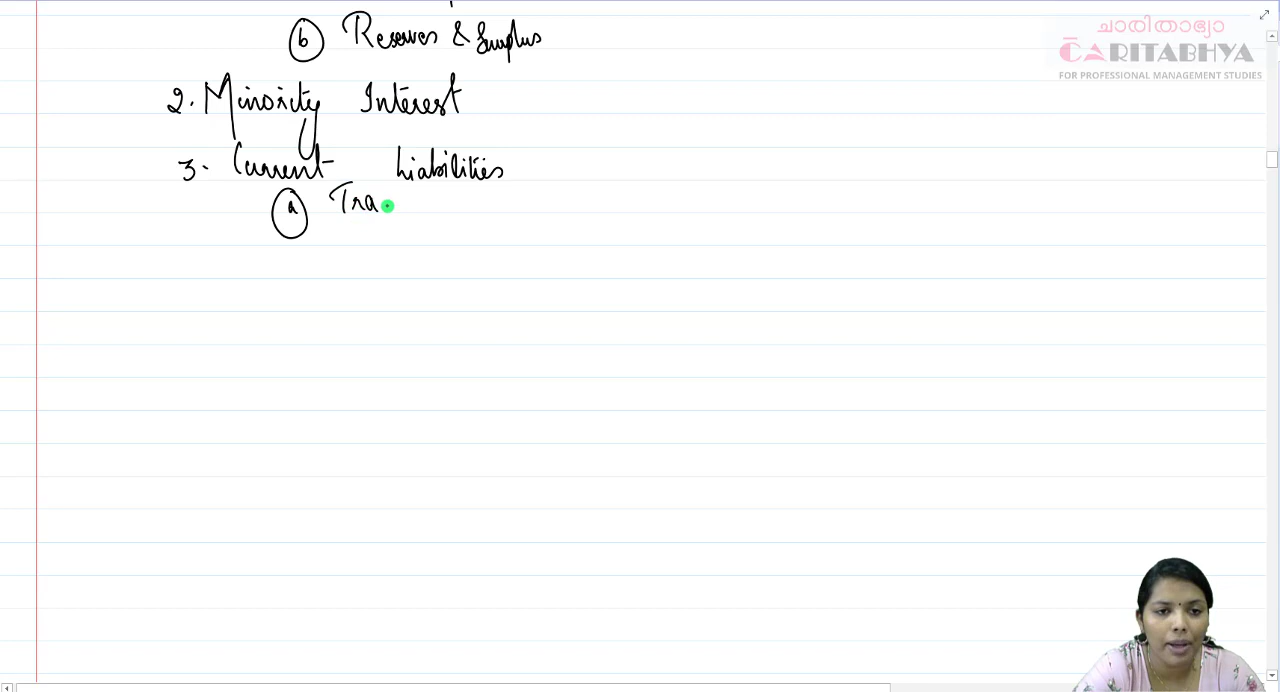 ചാരിതാഭ്യാ
CARITABHYA
FOR PROFESSIONAL MANAGEMENT STUDIES
b Reserves & Surplus
2. Minority Interest
3. Current Liabilities
a Tra